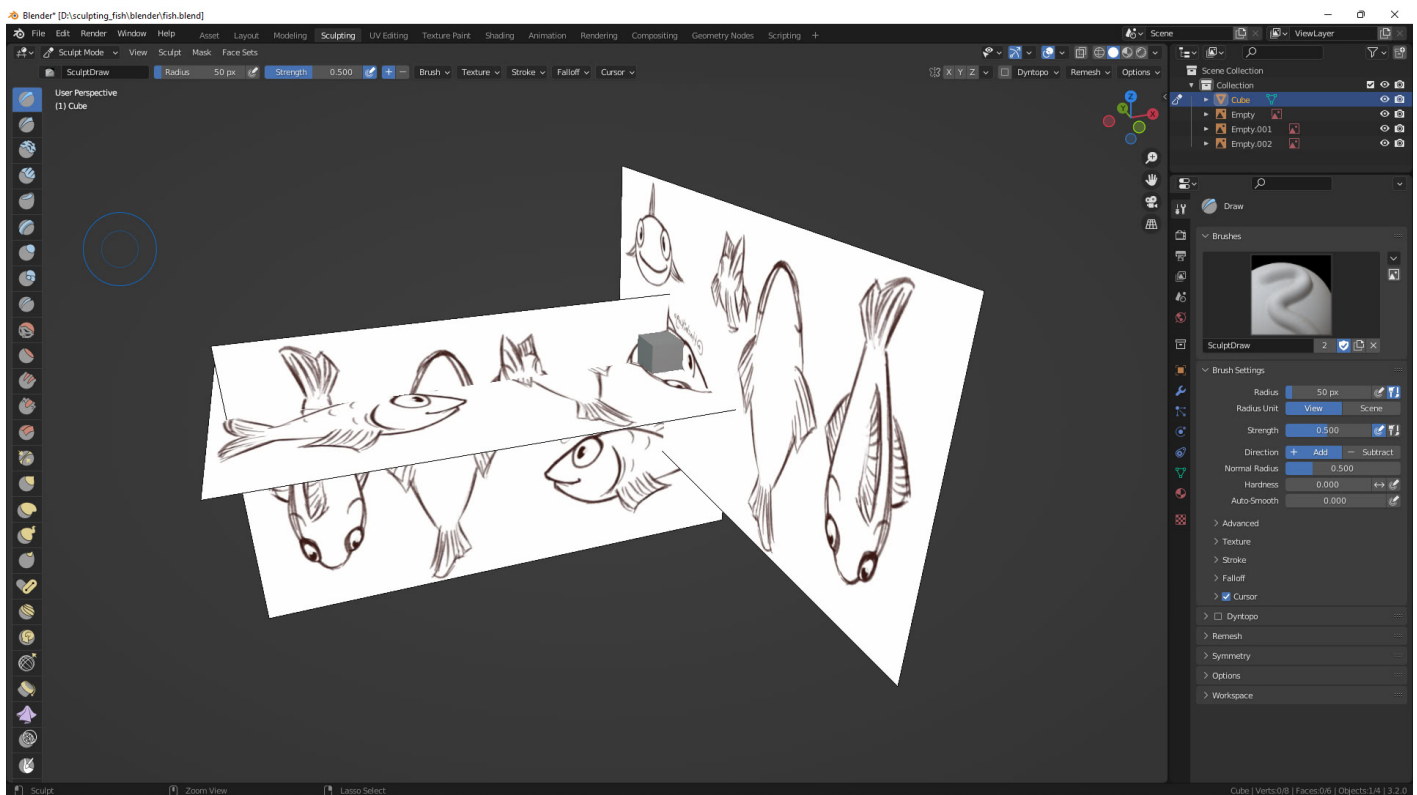 Blender* [D:\sculpting_fish\blender\fish.blend]
File Edit Render Window Help Asset Layout Modeling Sculpting UV Editing Texture Paint Shading Animation Rendering Compositing Geometry Nodes Scripting + Scene ViewLayer
Sculpt Mode View Sculpt Mask Face Sets
SculptDraw Radius 50 px Strength 0.500 + − Brush Texture Stroke Falloff Cursor X Y Z Dyntopo Remesh Options
User Perspective
(1) Cube
Z
Y
X
Scene Collection
Collection
Cube
Empty
Empty.001
Empty.002
Draw
Brushes
SculptDraw 2
Brush Settings
Radius 50 px
Radius Unit View Scene
Strength 0.500
Direction + Add − Subtract
Normal Radius 0.500
Hardness 0.000
Auto-Smooth 0.000
Advanced
Texture
Stroke
Falloff
Cursor
Dyntopo
Remesh
Symmetry
Options
Workspace
Sculpt Zoom View Lasso Select Cube | Verts:0/8 | Faces:0/6 | Objects:1/4 | 3.2.0